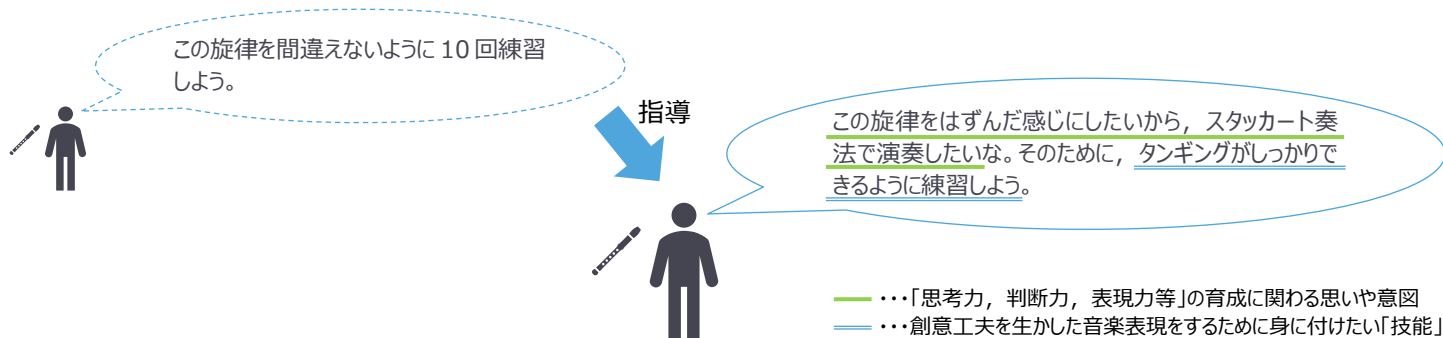 この旋律を間違えないように 10 回練習
しよう。
指導
この旋律をはずんだ感じにしたいから，スタッカート奏
法で演奏したいな。そのために，タンギングがしっかりで
きるように練習しよう。
・・・「思考力，判断力，表現力等」の育成に関わる思いや意図
・・・創意工夫を生かした音楽表現をするために身に付けたい「技能」